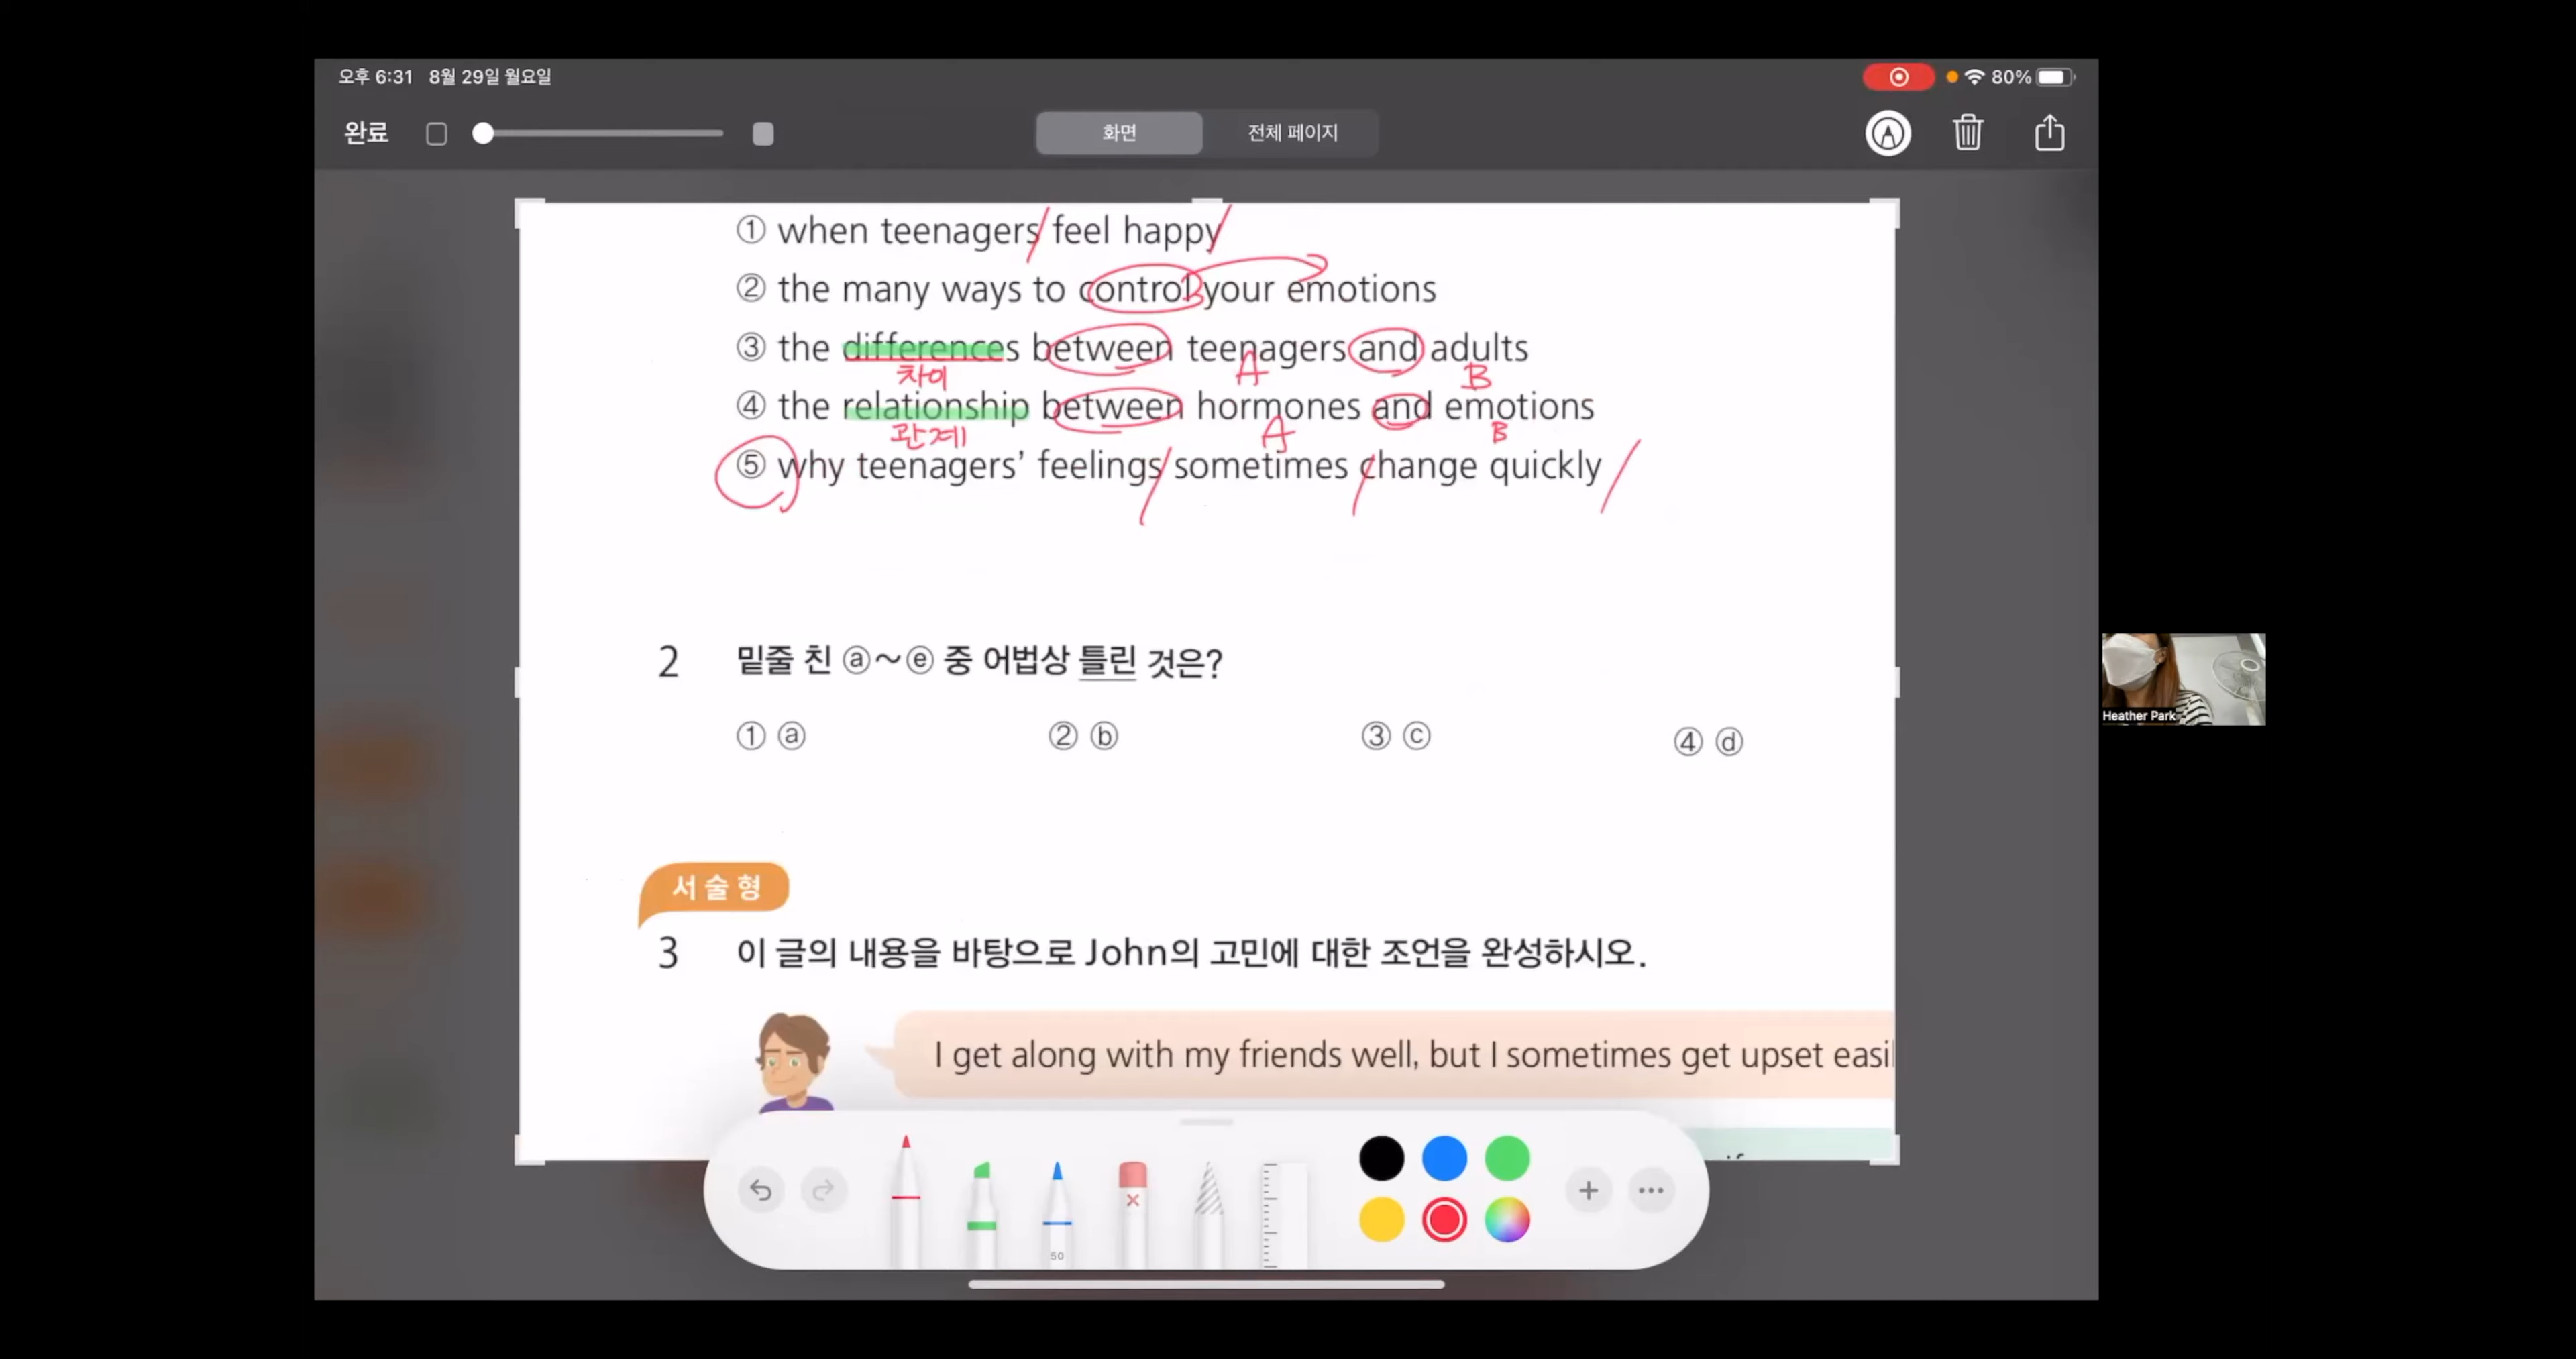 오후 6:31 8월 29일 월요일 80%
완료 화면 전체 페이지
① when teenagers feel happy
② the many ways to control your emotions
③ the differences between teenagers and adults
차이 A B
④ the relationship between hormones and emotions
관계 A B
⑤ why teenagers' feelings sometimes change quickly
2 밑줄 친 ⓐ~ⓔ 중 어법상 틀린 것은?
① ⓐ ② ⓑ ③ ⓒ ④ ⓓ
Heather Park
서술형
3 이 글의 내용을 바탕으로 John의 고민에 대한 조언을 완성하시오.
I get along with my friends well, but I sometimes get upset easil
50